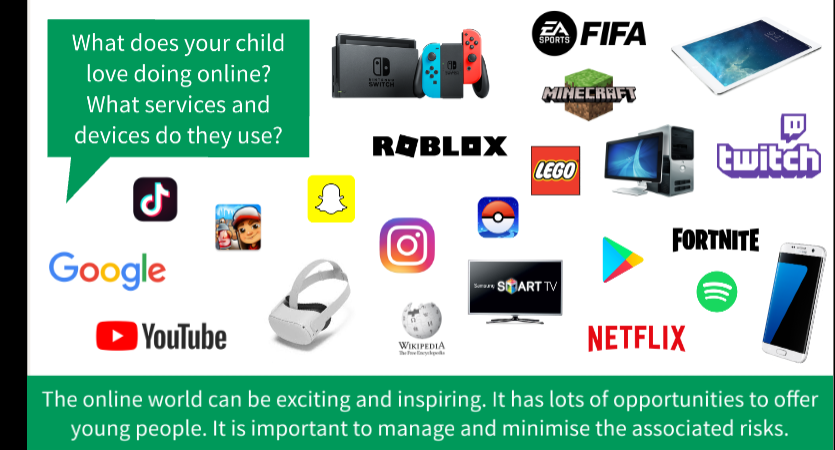 What does your child
love doing online?
What services and
devices do they use?
NINTENDO
SWITCH
EA
SPORTS
FIFA
MINECRAFT
ROBLOX
LEGO
twitch
Google
YouTube
WIKIPEDIA
The Free Encyclopedia
Samsung SMART TV
FORTNITE
NETFLIX
The online world can be exciting and inspiring. It has lots of opportunities to offer
young people. It is important to manage and minimise the associated risks.